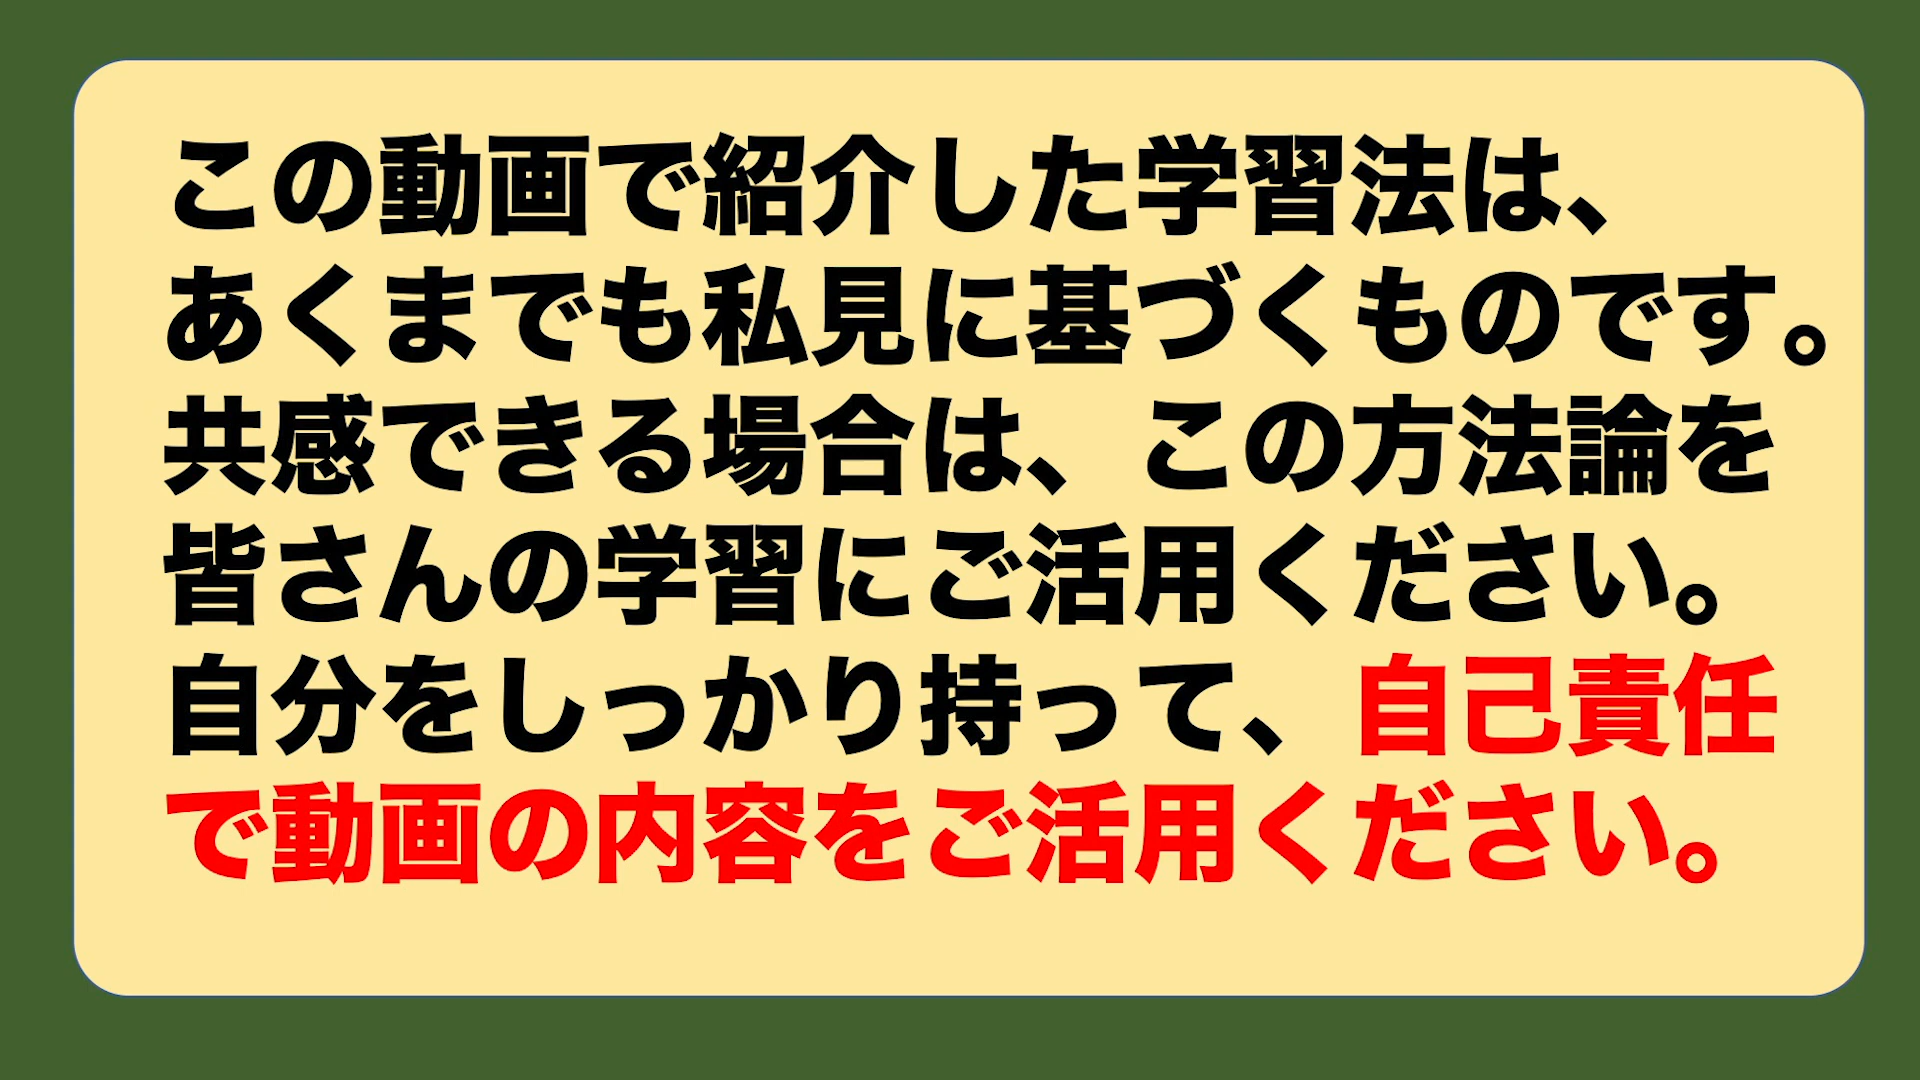 この動画で紹介した学習法は、
あくまでも私見に基づくものです。
共感できる場合は、この方法論を
皆さんの学習にご活用ください。
自分をしっかり持って、自己責任
で動画の内容をご活用ください。